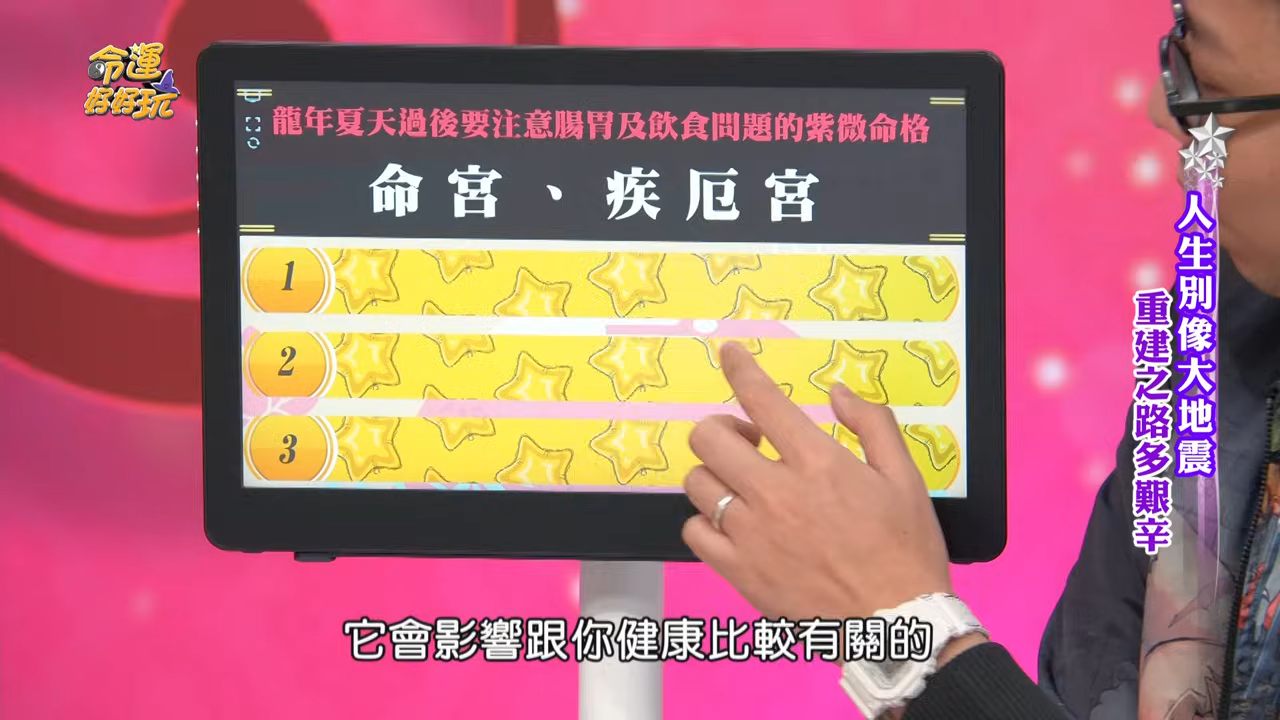 命運
好好玩
龍年夏天過後要注意腸胃及飲食問題的紫微命格
命宮、疾厄宮
1
2
3
人生別像大地震
重建之路多艱辛
它會影響跟你健康比較有關的